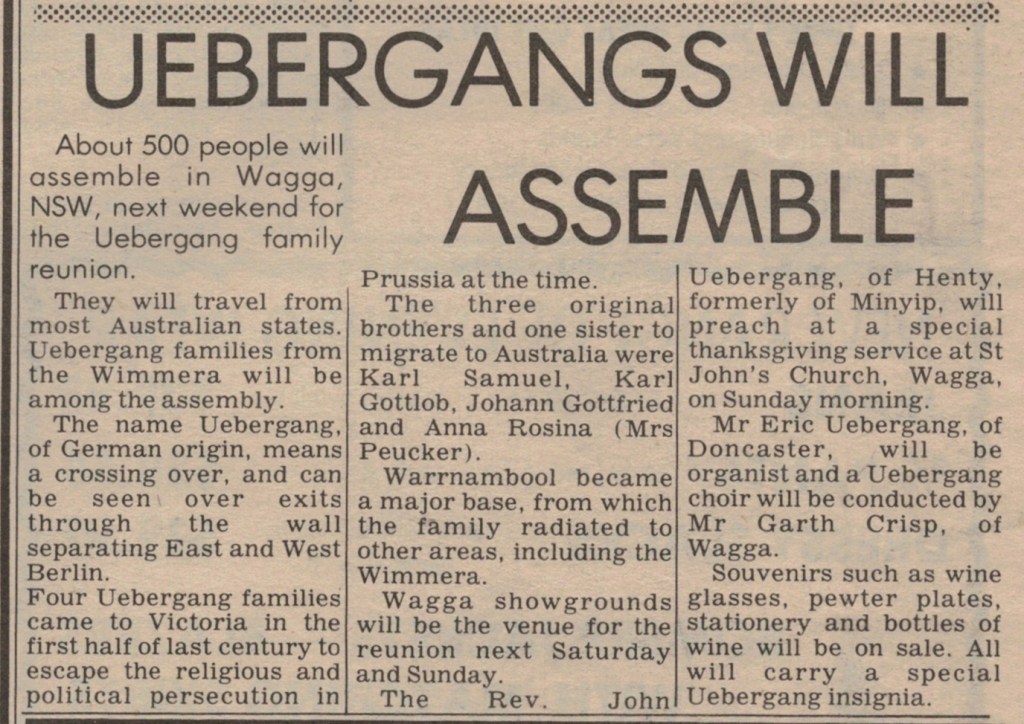 UEBERGANGS WILL
ASSEMBLE
About 500 people will
assemble in Wagga,
NSW, next weekend for
the Uebergang family
reunion.
They will travel from
most Australian states.
Uebergang families from
the Wimmera will be
among the assembly.
The name Uebergang,
of German origin, means
a crossing over, and can
be seen over exits
through the wall
separating East and West
Berlin.
Four Uebergang families
came to Victoria in the
first half of last century to
escape the religious and
political persecution in
Prussia at the time.
The three original
brothers and one sister to
migrate to Australia were
Karl Samuel, Karl
Gottlob, Johann Gottfried
and Anna Rosina (Mrs
Peucker).
Warrnambool became
a major base, from which
the family radiated to
other areas, including the
Wimmera.
Wagga showgrounds
will be the venue for the
reunion next Saturday
and Sunday.
The Rev. John
Uebergang, of Henty,
formerly of Minyip, will
preach at a special
thanksgiving service at St
John's Church, Wagga,
on Sunday morning.
Mr Eric Uebergang, of
Doncaster, will be
organist and a Uebergang
choir will be conducted by
Mr Garth Crisp, of
Wagga.
Souvenirs such as wine
glasses, pewter plates,
stationery and bottles of
wine will be on sale. All
will carry a special
Uebergang insignia.